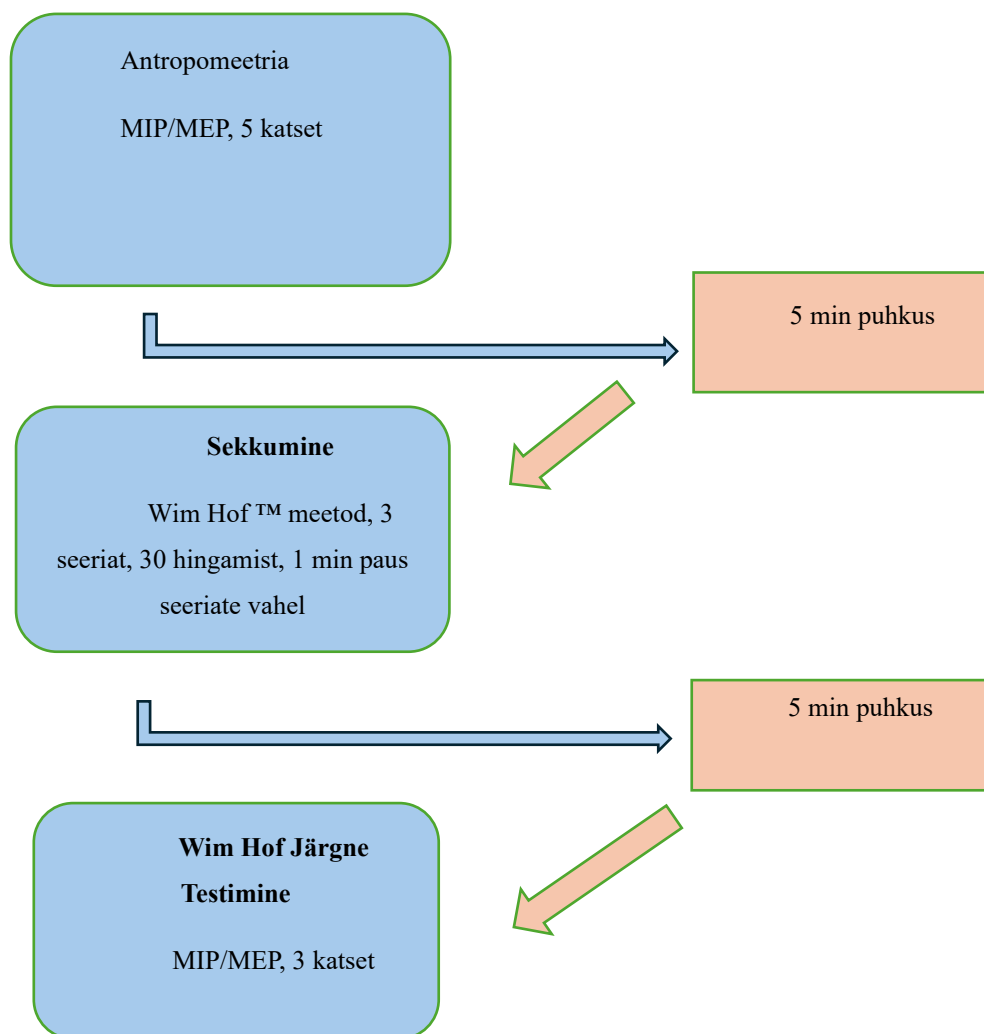 Antropomeetria
MIP/MEP, 5 katset
5 min puhkus
Sekkumine
Wim Hof ™ meetod, 3
seeriat, 30 hingamist, 1 min paus
seeriate vahel
5 min puhkus
Wim Hof Järgne
Testimine
MIP/MEP, 3 katset